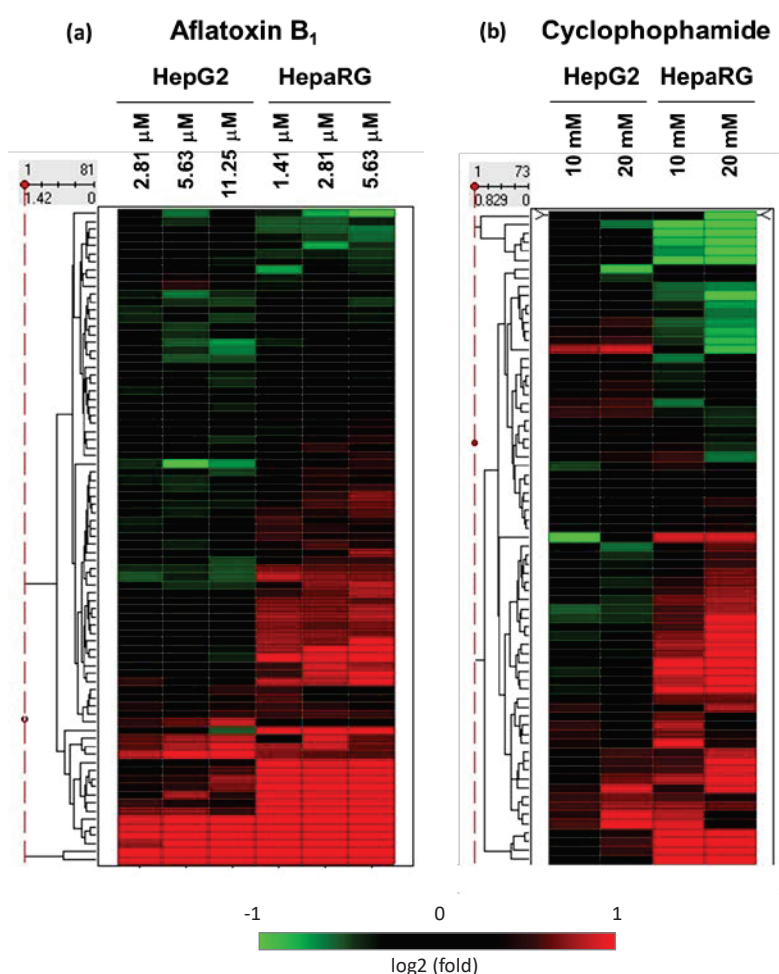 (a) Aflatoxin B₁
HepG2 HepaRG
2.81 µM
5.63 µM
11.25 µM
1.41 µM
2.81 µM
5.63 µM
1 81
1.42 0
(b) Cyclophophamide
HepG2 HepaRG
10 mM
20 mM
10 mM
20 mM
1 73
0.829 0
-1 0 1
log2 (fold)